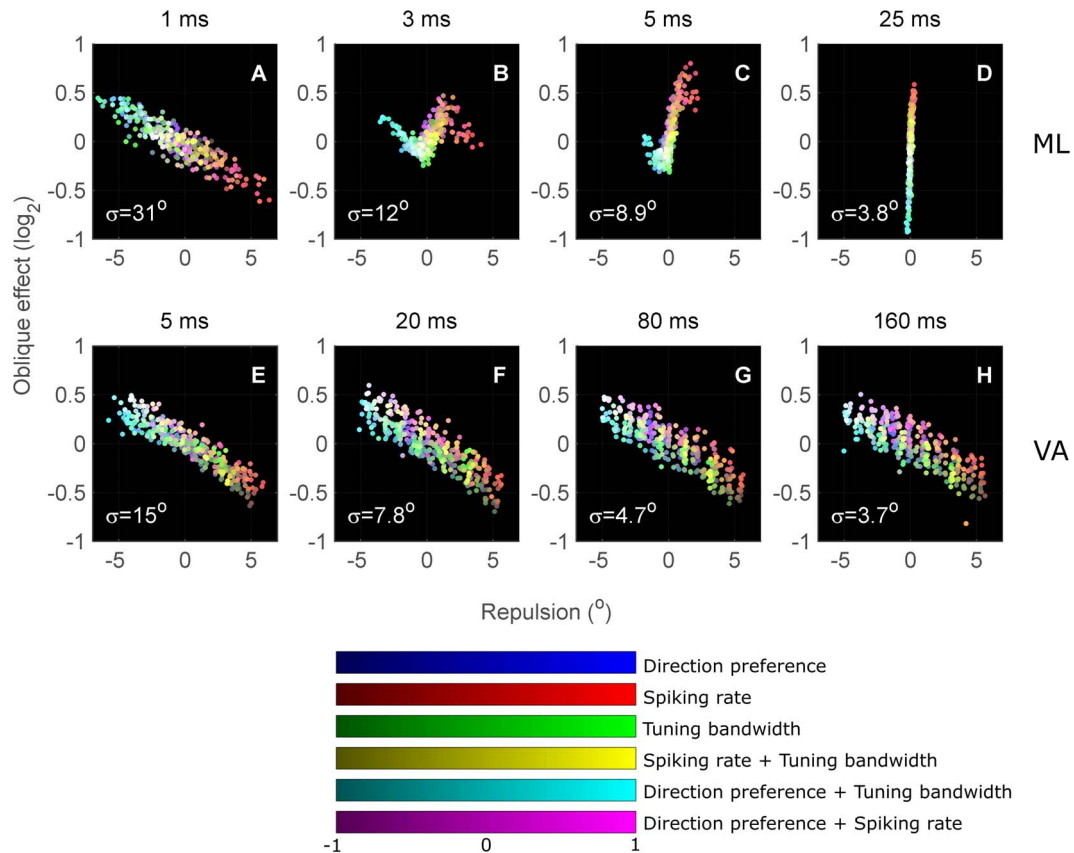 1 ms 3 ms 5 ms 25 ms
1 1 1 1
A B C D
0.5 0.5 0.5 0.5
0 0 0 0
ML
-0.5 -0.5 -0.5 -0.5
σ=31° σ=12° σ=8.9° σ=3.8°
-1 -1 -1 -1
-5 0 5 -5 0 5 -5 0 5 -5 0 5
Oblique effect (log2)
5 ms 20 ms 80 ms 160 ms
1 1 1 1
E F G H
0.5 0.5 0.5 0.5
0 0 0 0
VA
-0.5 -0.5 -0.5 -0.5
σ=15° σ=7.8° σ=4.7° σ=3.7°
-1 -1 -1 -1
-5 0 5 -5 0 5 -5 0 5 -5 0 5
Repulsion (°)
Direction preference
Spiking rate
Tuning bandwidth
Spiking rate + Tuning bandwidth
Direction preference + Tuning bandwidth
Direction preference + Spiking rate
-1 0 1